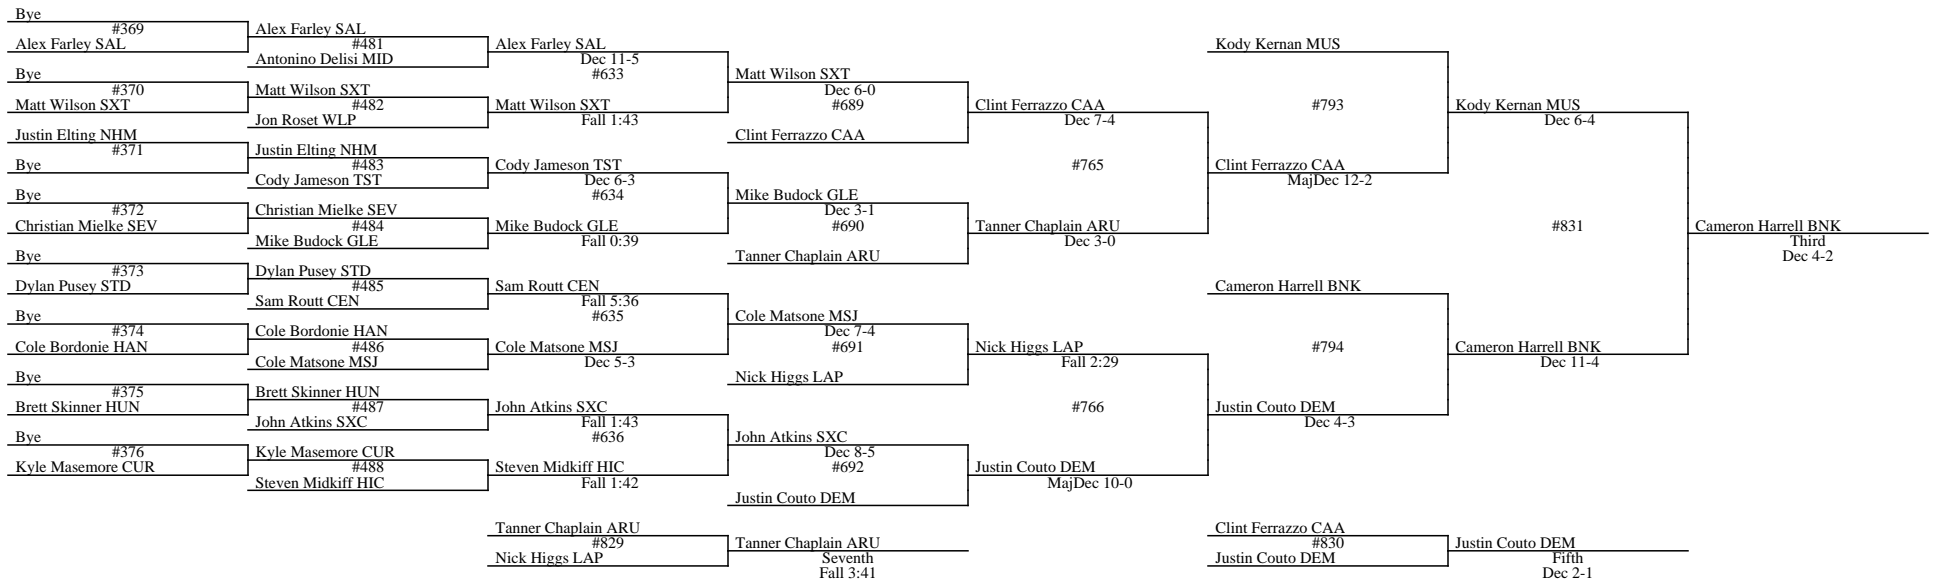 Bye
#369
Alex Farley SAL
Bye
#370
Matt Wilson SXT
Justin Elting NHM
#371
Bye
Bye
#372
Christian Mielke SEV
Bye
#373
Dylan Pusey STD
Bye
#374
Cole Bordonie HAN
Bye
#375
Brett Skinner HUN
Bye
#376
Kyle Masemore CUR
Alex Farley SAL
#481
Antonino Delisi MID
Matt Wilson SXT
#482
Jon Roset WLP
Justin Elting NHM
#483
Cody Jameson TST
Christian Mielke SEV
#484
Mike Budock GLE
Dylan Pusey STD
#485
Sam Routt CEN
Cole Bordonie HAN
#486
Cole Matsone MSJ
Brett Skinner HUN
#487
John Atkins SXC
Kyle Masemore CUR
#488
Steven Midkiff HIC
Alex Farley SAL
Dec 11-5
#633
Matt Wilson SXT
Fall 1:43
Cody Jameson TST
Dec 6-3
#634
Mike Budock GLE
Fall 0:39
Sam Routt CEN
Fall 5:36
#635
Cole Matsone MSJ
Dec 5-3
John Atkins SXC
Fall 1:43
#636
Steven Midkiff HIC
Fall 1:42
Matt Wilson SXT
Dec 6-0
#689
Clint Ferrazzo CAA
Mike Budock GLE
Dec 3-1
#690
Tanner Chaplain ARU
Cole Matsone MSJ
Dec 7-4
#691
Nick Higgs LAP
John Atkins SXC
Dec 8-5
#692
Justin Couto DEM
Clint Ferrazzo CAA
Dec 7-4
#765
Tanner Chaplain ARU
Dec 3-0
Nick Higgs LAP
Fall 2:29
#766
Justin Couto DEM
MajDec 10-0
Kody Kernan MUS
#793
Clint Ferrazzo CAA
MajDec 12-2
Cameron Harrell BNK
#794
Justin Couto DEM
Dec 4-3
Kody Kernan MUS
Dec 6-4
#831
Cameron Harrell BNK
Dec 11-4
Cameron Harrell BNK
Third
Dec 4-2
Tanner Chaplain ARU
#829
Nick Higgs LAP
Tanner Chaplain ARU
Seventh
Fall 3:41
Clint Ferrazzo CAA
#830
Justin Couto DEM
Justin Couto DEM
Fifth
Dec 2-1